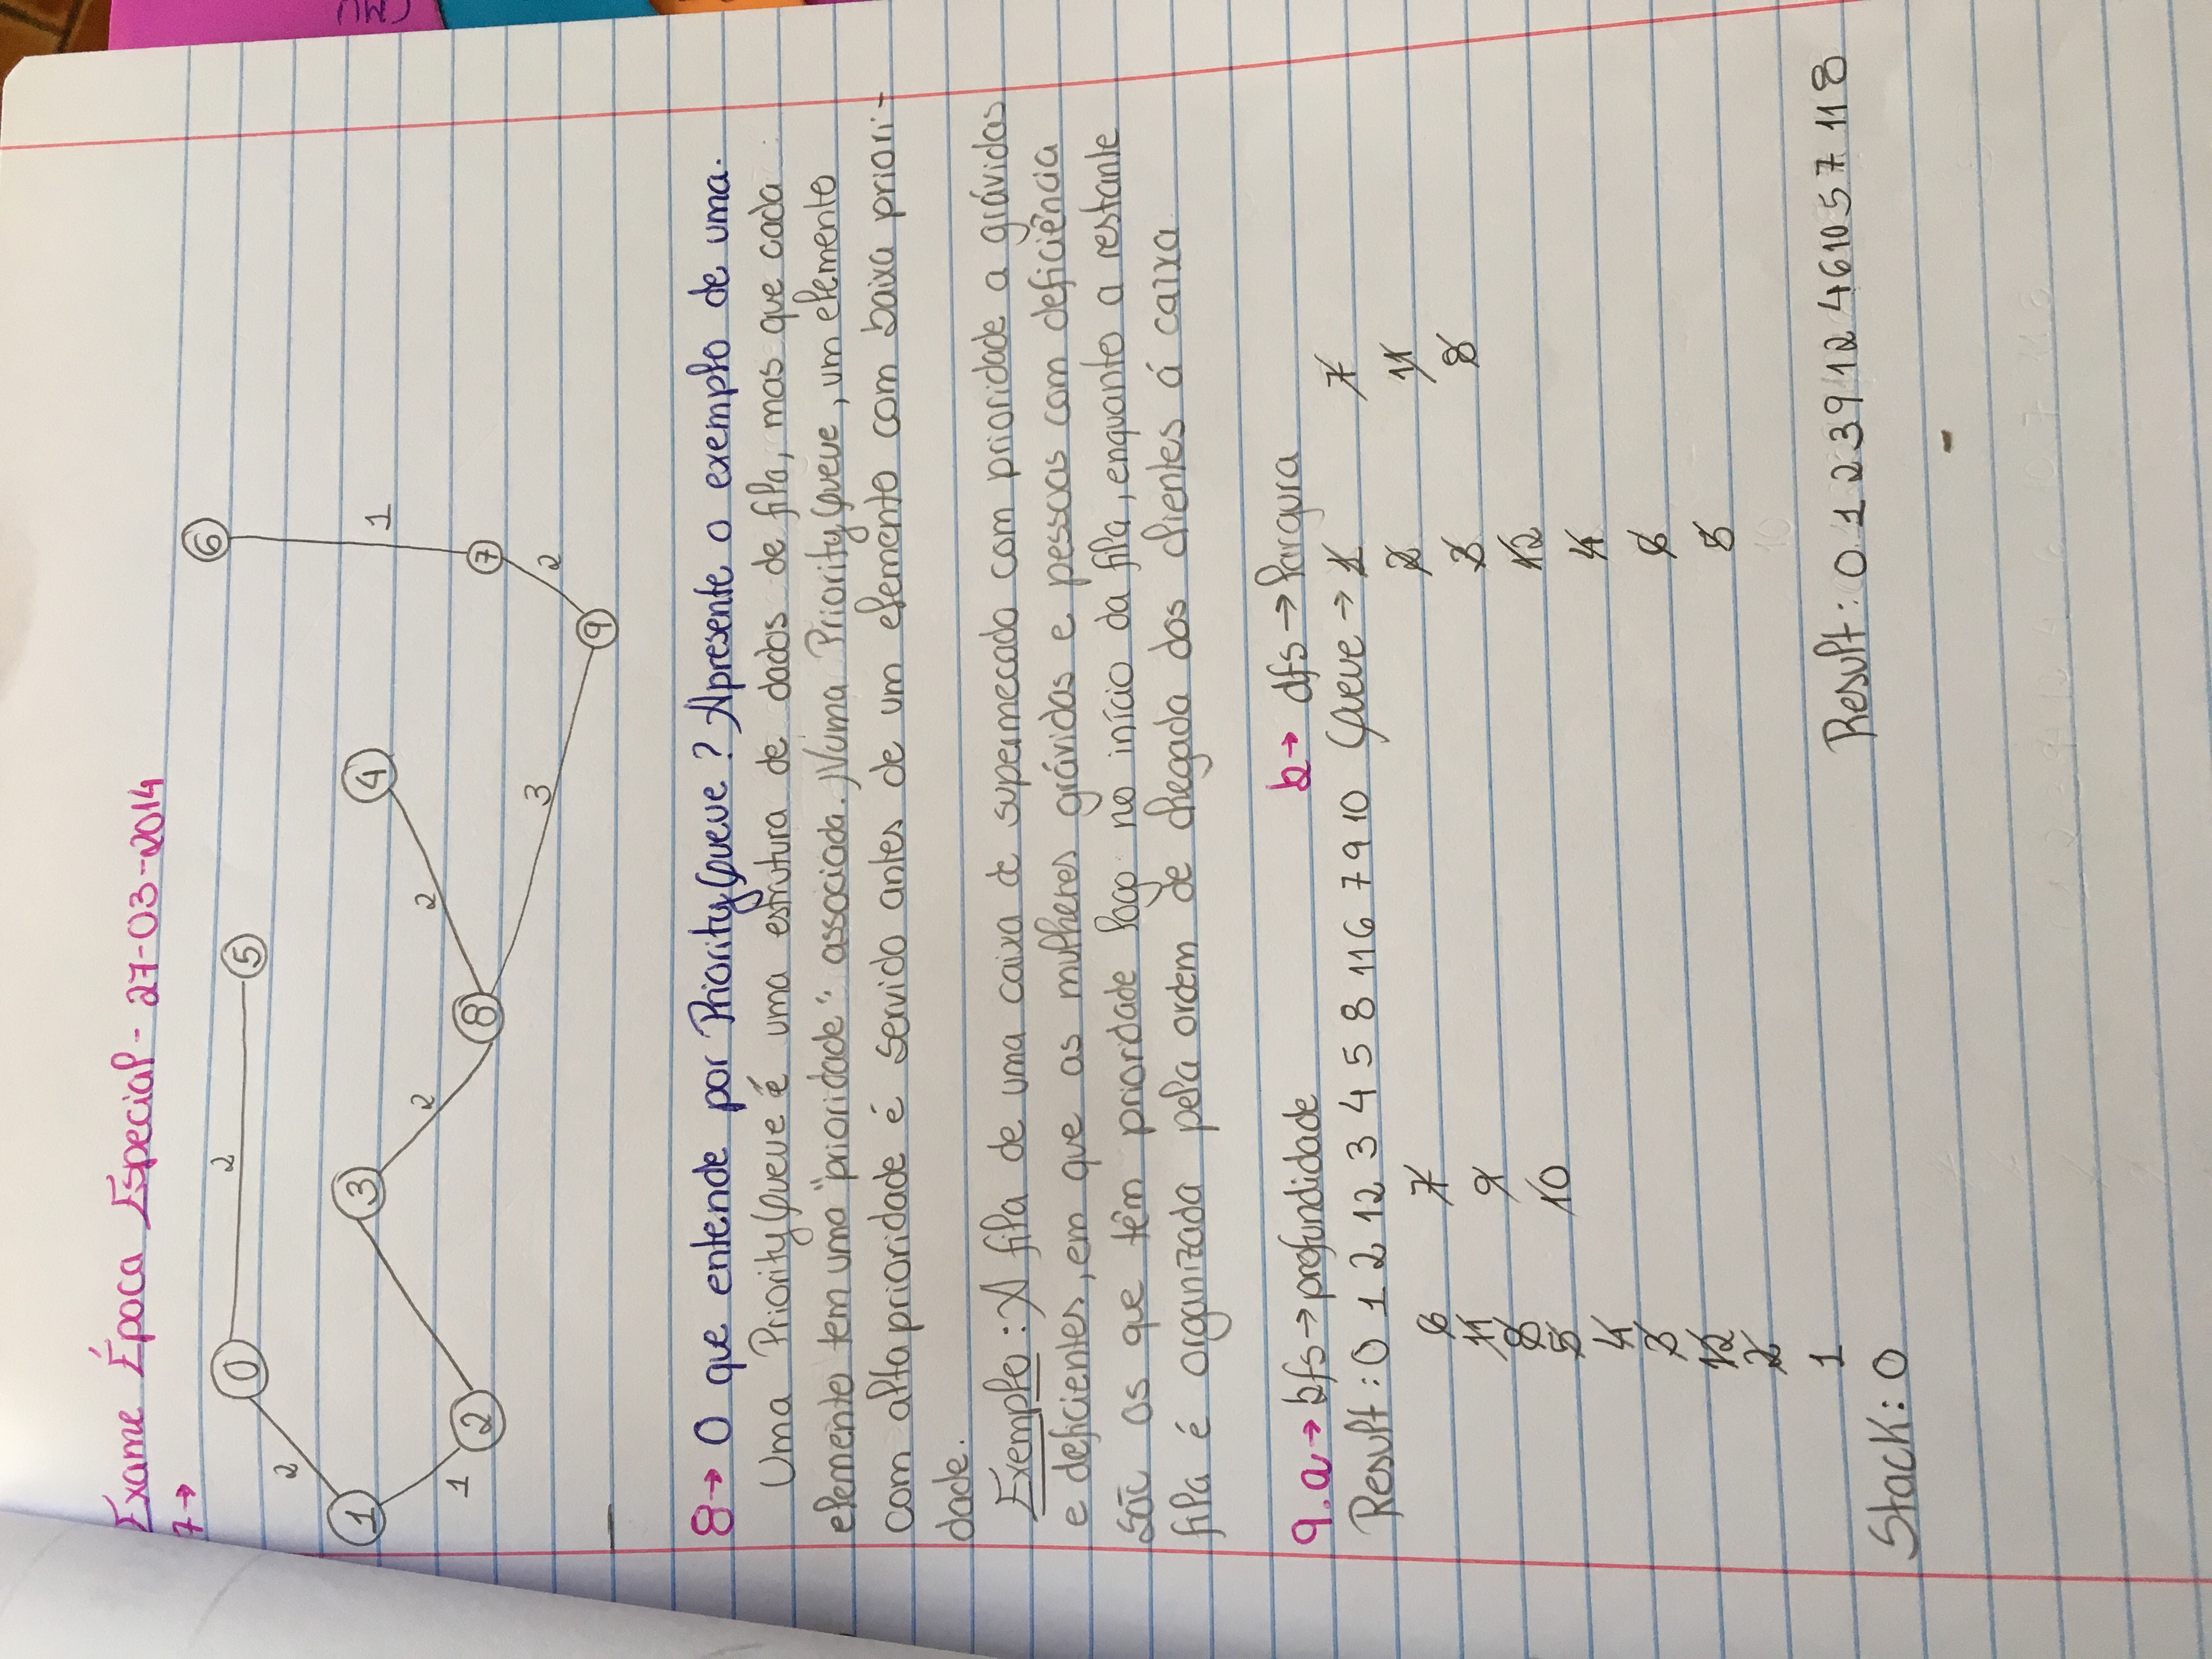 Exame Época Especial - 27-03-2014
7→
0 2 5 6
2
1 3 4 1
2 2
1 2 8 7
3 2
9
8→ O que entende por PriorityQueue? Apresente o exemplo de uma.
Uma PriorityQueue é uma estrutura de dados de fila, mas que cada
elemento tem uma "prioridade" associada. Numa PriorityQueue, um elemento
com alta prioridade é servido antes de um elemento com baixa priori-
dade.
Exemplo: A fila de uma caixa de supermecado com prioridade a grávidas
e deficientes, em que as mulheres grávidas e pessoas com deficiência
são os que têm prioridade logo no início da fila, enquanto a restante
fila é organizada pela ordem de chegada dos clientes á caixa
9.a→ bfs→profundidade
Result: 0 1 2 12 3 4 5 8 11 6 7 9 10
6 7
11 9
8
5 10
4
3
12
2
1
Stack: 0
b→ dfs→largura
Queue→ 1 7
2 11
3 8
12
4
6
5
10
Result: 0 1 2 3 9 12 4 6 10 5 7 11 8